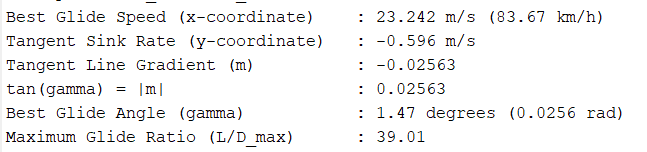 Best Glide Speed (x-coordinate) : 23.242 m/s (83.67 km/h)
Tangent Sink Rate (y-coordinate) : -0.596 m/s
Tangent Line Gradient (m) : -0.02563
tan(gamma) = |m| : 0.02563
Best Glide Angle (gamma) : 1.47 degrees (0.0256 rad)
Maximum Glide Ratio (L/D_max) : 39.01